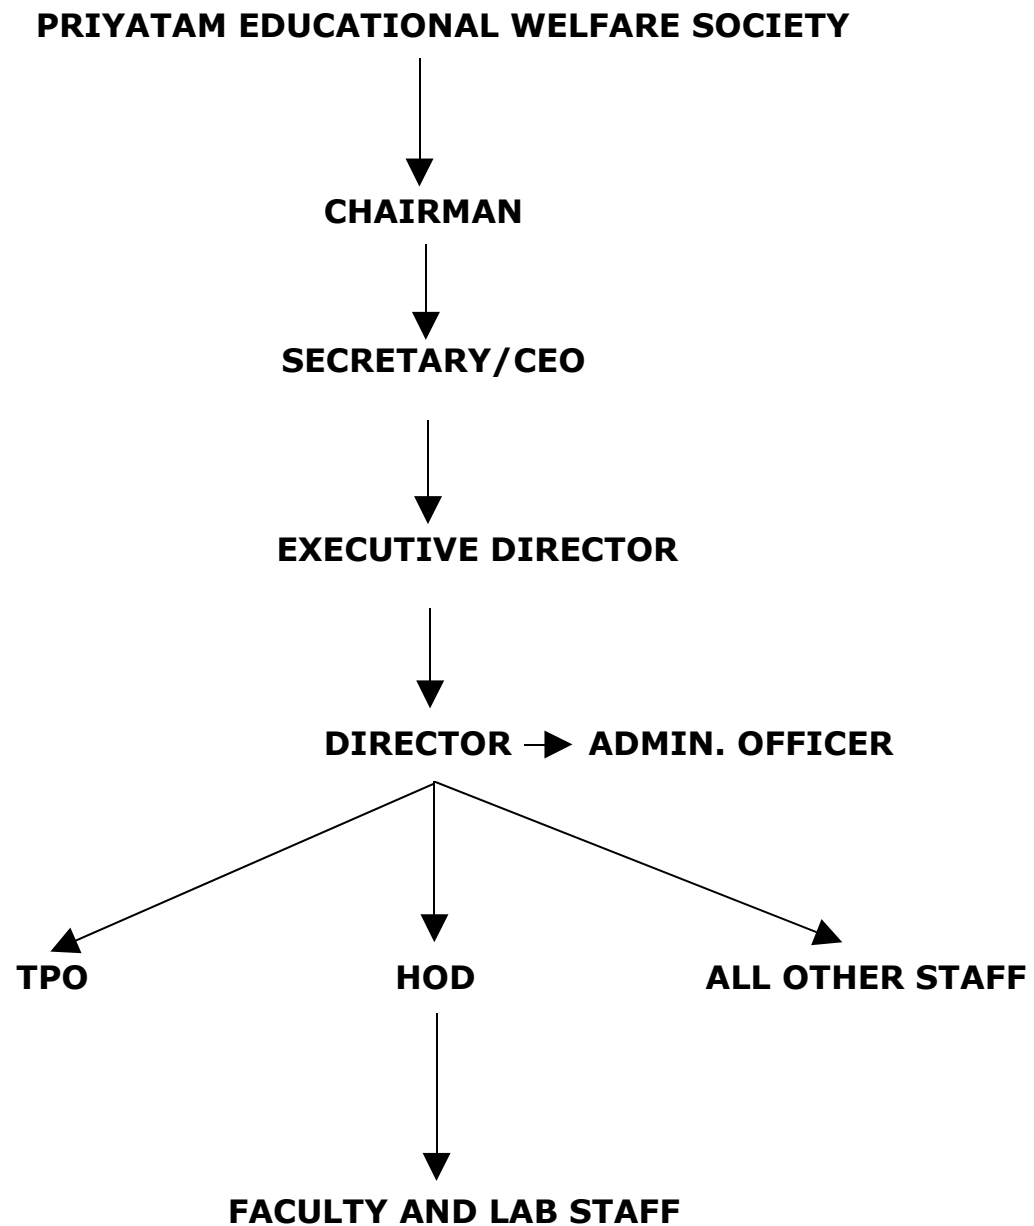 PRIYATAM EDUCATIONAL WELFARE SOCIETY
CHAIRMAN
SECRETARY/CEO
EXECUTIVE DIRECTOR
DIRECTOR ADMIN. OFFICER
TPO HOD ALL OTHER STAFF
FACULTY AND LAB STAFF